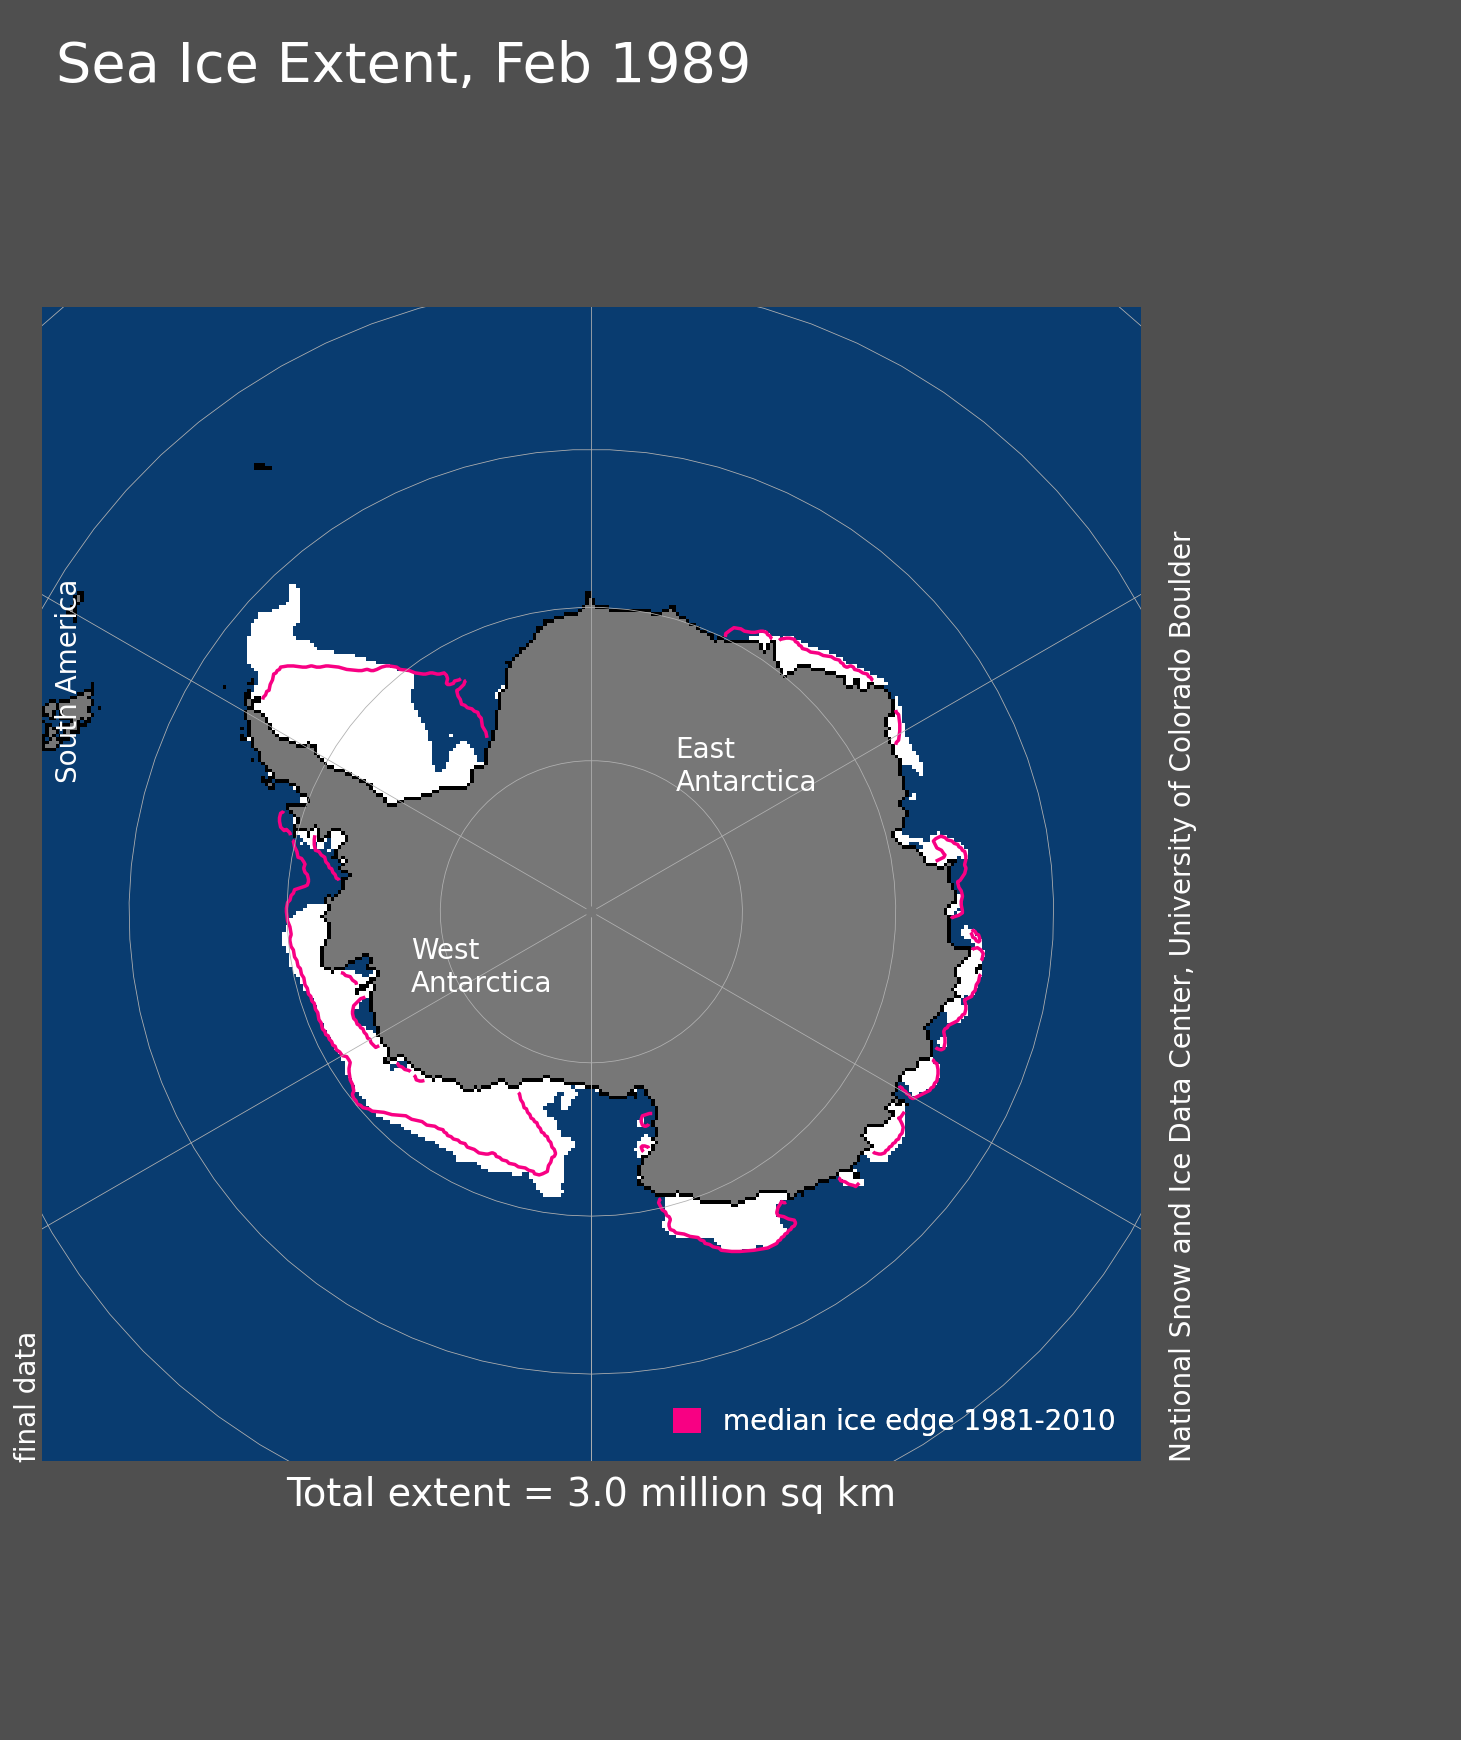 Sea Ice Extent, Feb 1989
South America
East
Antarctica
West
Antarctica
National Snow and Ice Data Center, University of Colorado Boulder
final data
median ice edge 1981-2010
Total extent = 3.0 million sq km